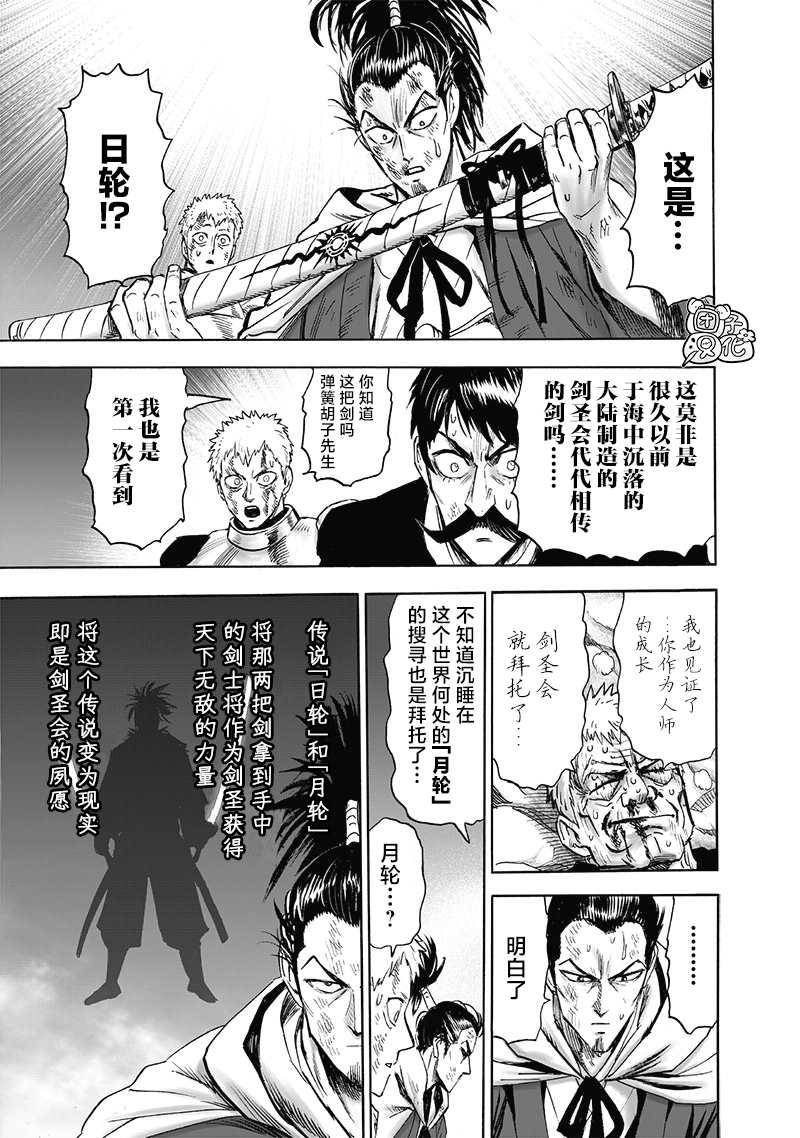 这是…
日轮!?
团子
只花
这莫非是
很久以前
于海中沉落的
大陆制造的
剑圣会代代相传
的剑吗……
你知道
这把剑吗
弹簧胡子先生
我也是
第一次看到
我也见证了
…你作为人师
的成长
剑圣会
就拜托
了…
………
明白了
不知道沉睡在
这个世界何处的「月轮」
的搜寻也是拜托了…
月轮
…?
传说「日轮」和「月轮」
将那两把剑拿到手中
的剑士将作为剑圣获得
天下无敌的力量
将这个传说变为现实
即是剑圣会的夙愿